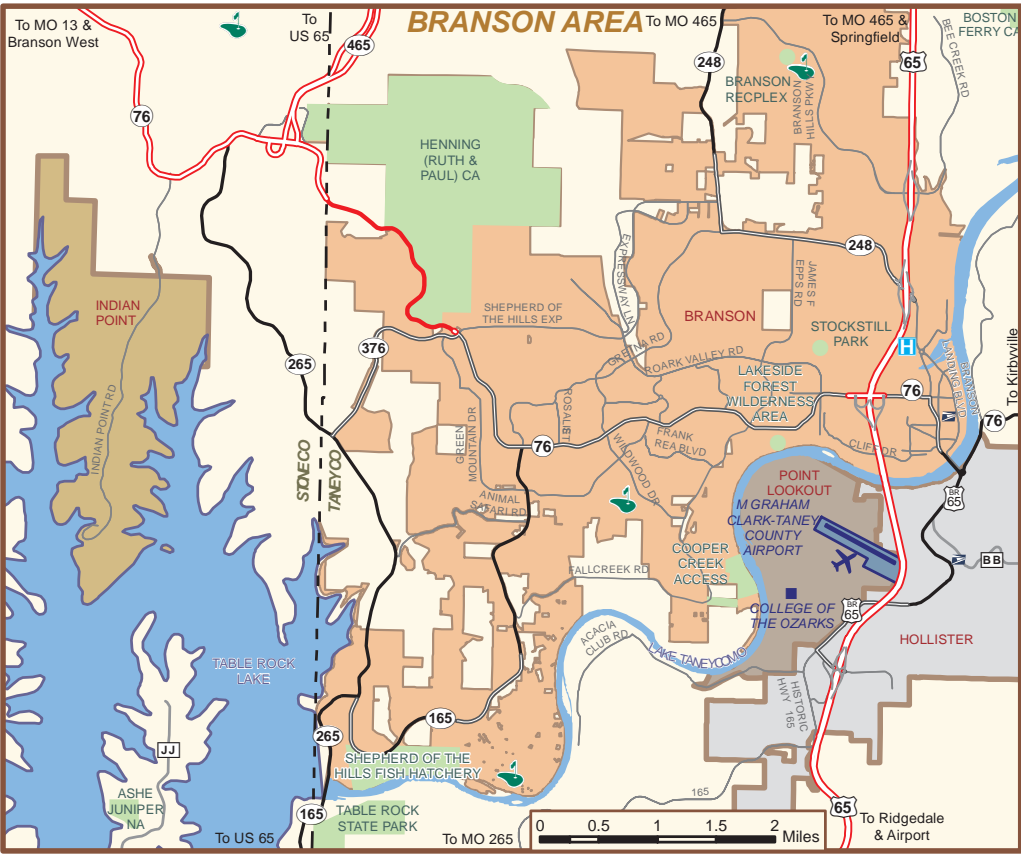 BRANSON AREA
To MO 13 &
Branson West
To
US 65
To MO 465
To MO 465 &
Springfield
BOSTON
FERRY CA
465
248
65
BEE CREEK RD
76
BRANSON
RECPLEX
BRANSON
HILLS PKWY
HENNING
(RUTH &
PAUL) CA
EXPRESSWAY LN
248
JAMES F
EPPS RD
INDIAN
POINT
SHEPHERD OF
THE HILLS EXP
BRANSON
STOCKSTILL
PARK
H
376
GRETNA RD
ROARK VALLEY RD
265
LAKESIDE
FOREST
WILDERNESS
AREA
76
BRANSON
LANDING BLVD
To Kirbyville
76
INDIAN POINT RD
GREEN
MOUNTAIN DR
ROSALIE ST
76
FRANK
REA BLVD
WILDWOOD DR
CLIFF DR
STONE CO
TANEY CO
POINT
LOOKOUT
BR
65
ANIMAL
SAFARI RD
M GRAHAM
CLARK-TANEY
COUNTY
AIRPORT
COOPER
CREEK
ACCESS
BB
FALLCREEK RD
COLLEGE OF
THE OZARKS
BR
65
HOLLISTER
ACACIA
CLUB RD
LAKE TANEYCOMO
TABLE ROCK
LAKE
HISTORIC
HWY 165
265
165
JJ
SHEPHERD OF THE
HILLS FISH HATCHERY
ASHE
JUNIPER
NA
165
165
TABLE ROCK
STATE PARK
65
To Ridgedale
& Airport
To US 65
To MO 265
0 0.5 1 1.5 2
Miles